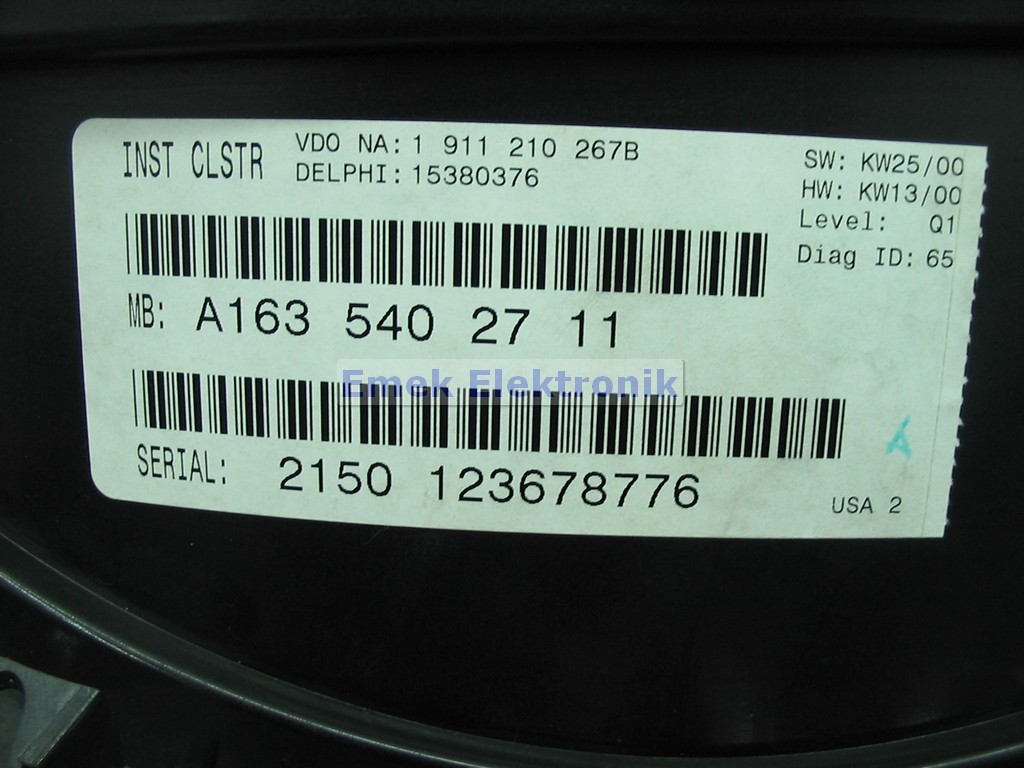 INST CLSTR
VDO NA: 1 911 210 267B
DELPHI: 15380376
SW: KW25/00
HW: KW13/00
Level: Q1
Diag ID: 65
MB: A163 540 27 11
Emek Elektronik
SERIAL: 2150 123678776
A
USA 2